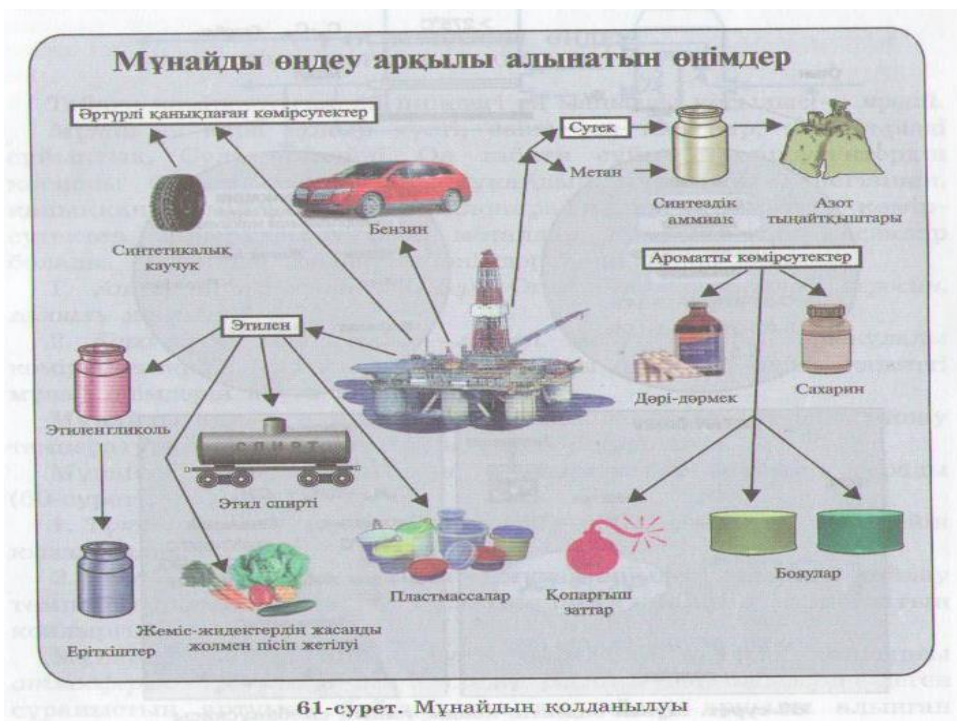 Мұнайды өңдеу арқылы алынатын өнімдер
Әртүрлі қанықпаған көмірсутектер
Сутек
Метан
Синтеадік
аммиак
Азот
тыңайтқыштары
Бензин
Синтетикалық
каучук
Ароматты көмірсутектер
Этилен
Дәрі-дәрмек
Сахарин
Этиленгликоль
СПИРТ
Этил спирті
Пластмассалар
Қопарғыш
заттар
Бояулар
Еріткіштер
Жеміс-жидектердің жасанды
жолмен пісіп жетілуі
61-сурет. Мұнайдың қолданылуы